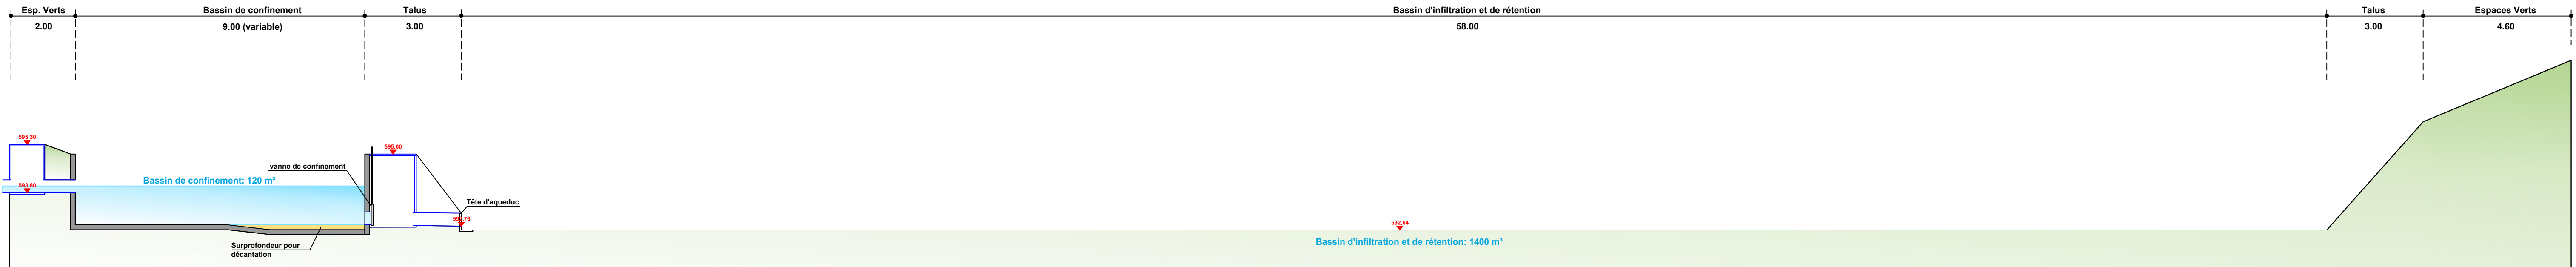 Esp. Verts
Bassin de confinement
Talus
Bassin d'infiltration et de rétention
Talus
Espaces Verts
2.00
9.00 (variable)
3.00
58.00
3.00
4.60
595.30
595.00
vanne de confinement
Bassin de confinement: 120 m³
593.80
Tête d'aqueduc
592.64
Bassin d'infiltration et de rétention: 1400 m³
Surprofondeur pour
décantation